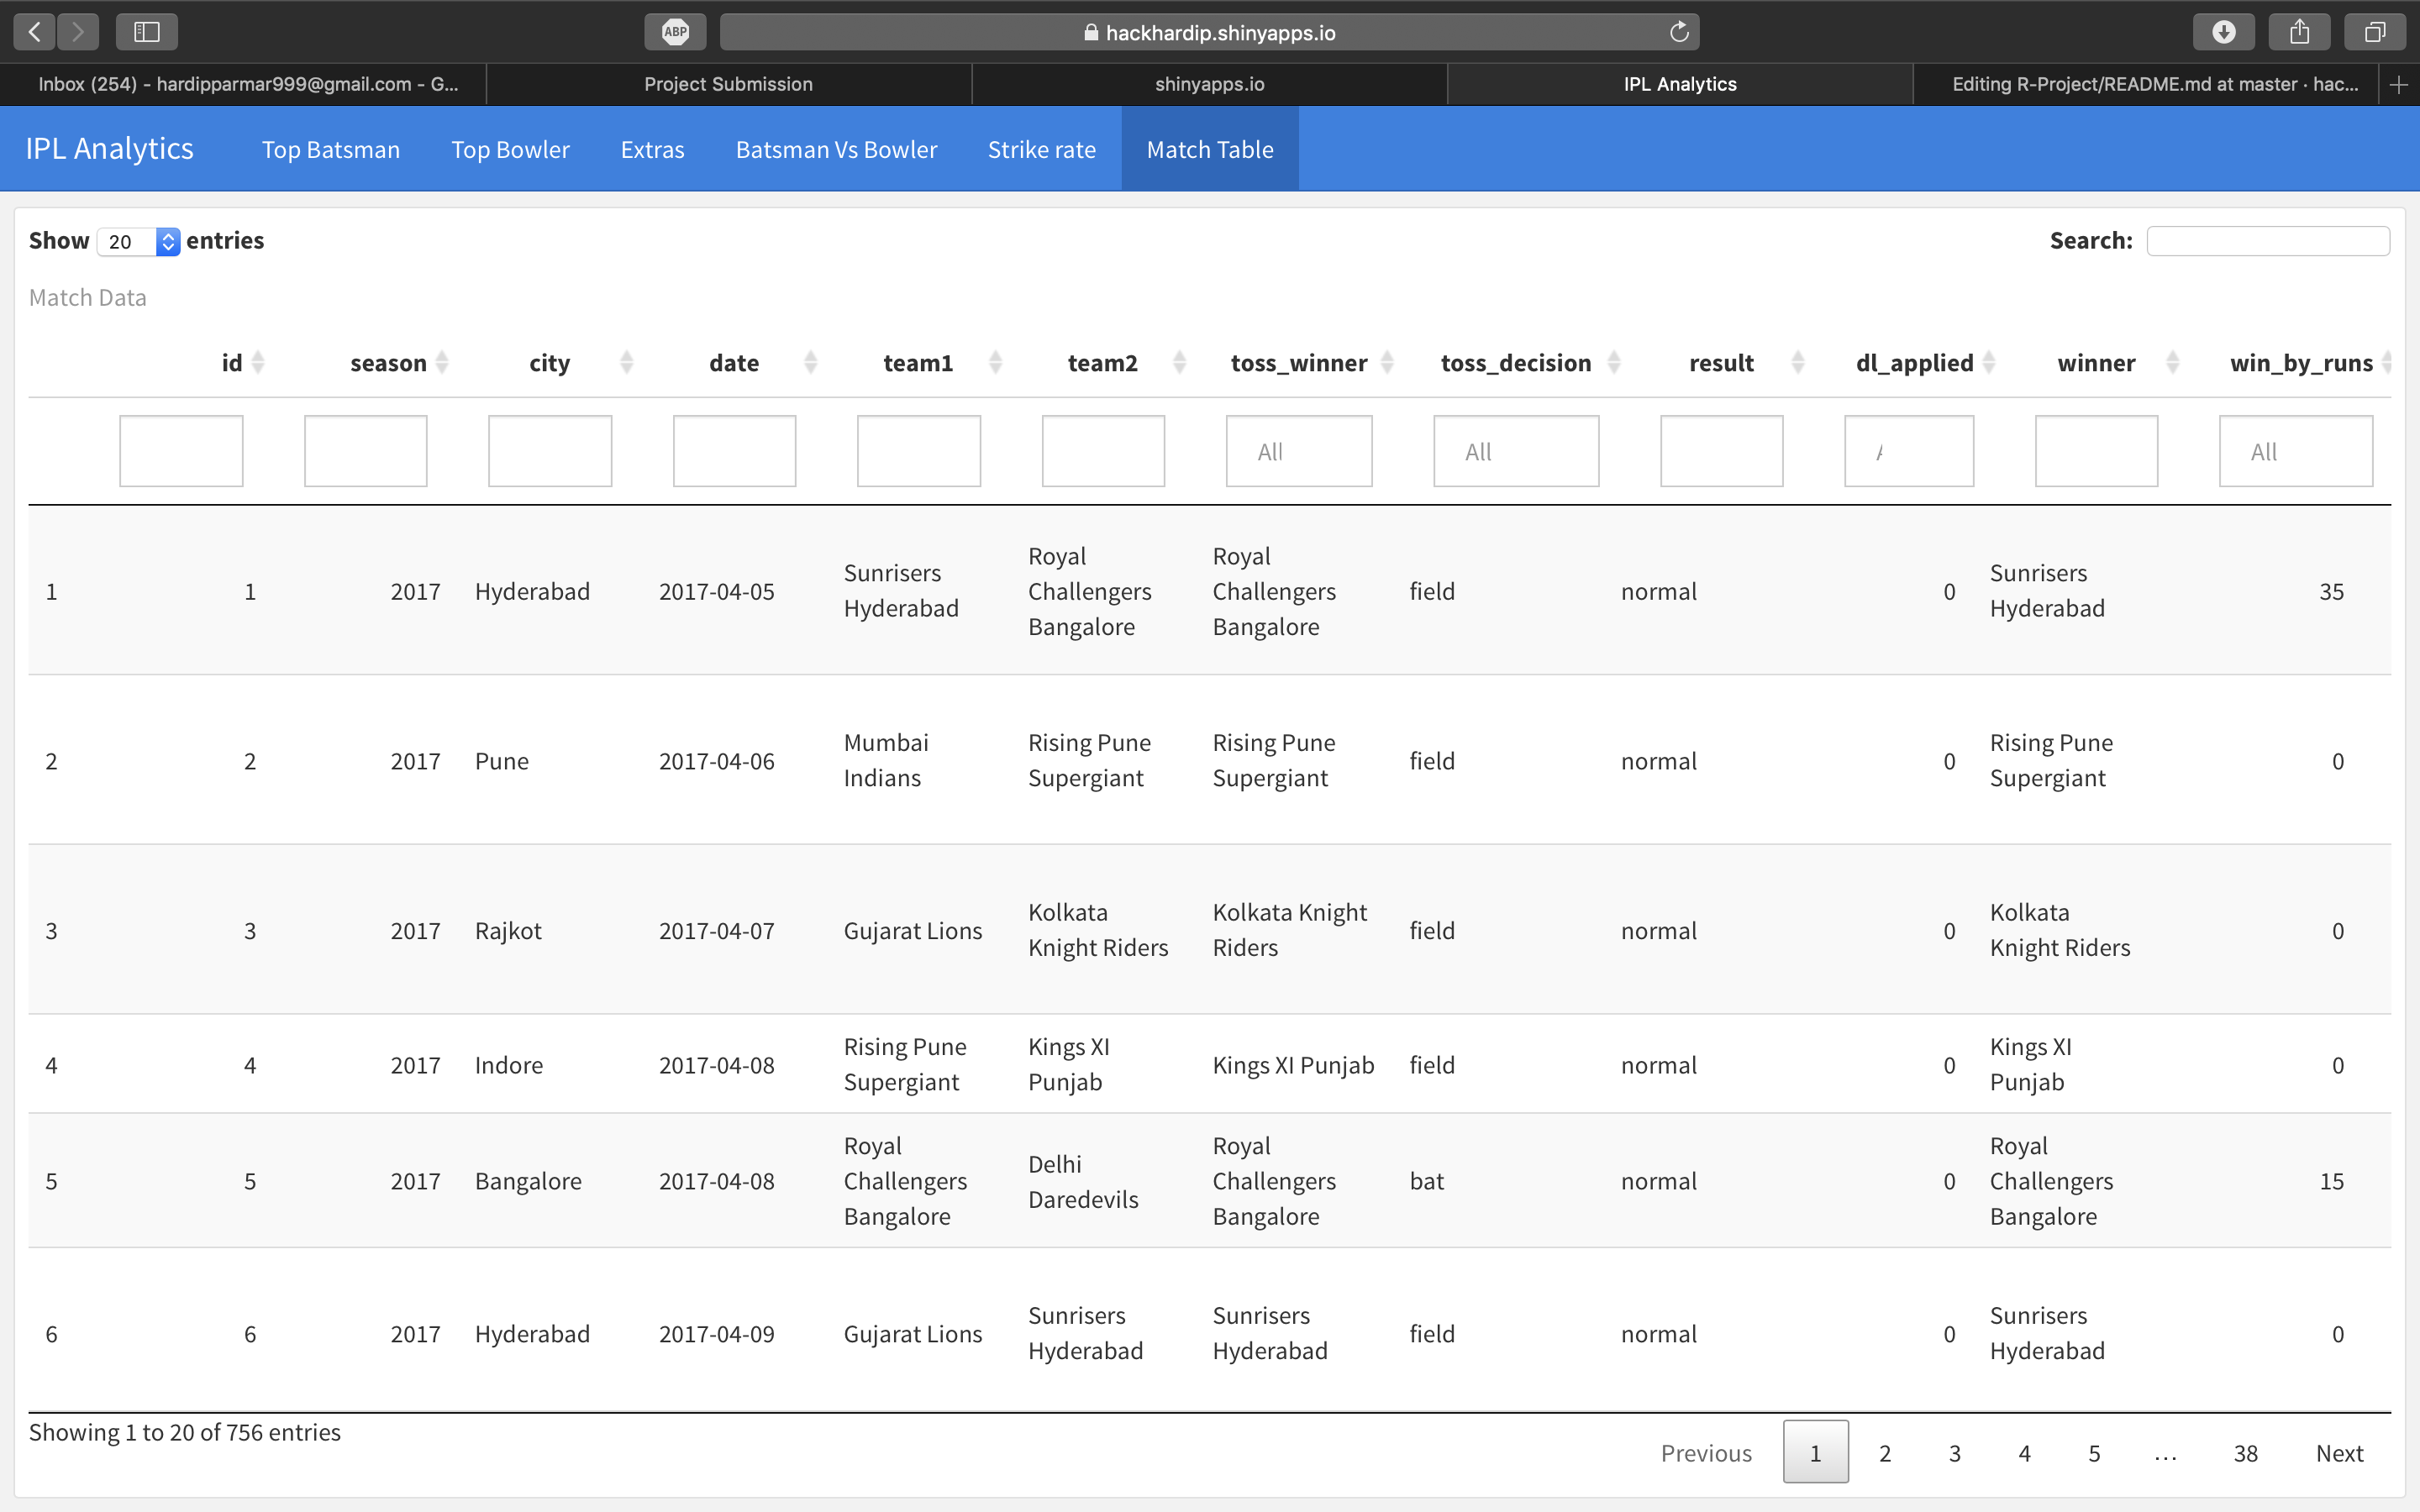 ABP
hackhardip.shinyapps.io
Inbox (254) - hardipparmar999@gmail.com - G... Project Submission shinyapps.io IPL Analytics Editing R-Project/README.md at master · hac...
IPL Analytics Top Batsman Top Bowler Extras Batsman Vs Bowler Strike rate Match Table
Show 20 entries Search:
Match Data
id season city date team1 team2 toss_winner toss_decision result dl_applied winner win_by_runs
All All All
1 1 2017 Hyderabad 2017-04-05 Sunrisers Hyderabad Royal Challengers Bangalore Royal Challengers Bangalore field normal 0 Sunrisers Hyderabad 35
2 2 2017 Pune 2017-04-06 Mumbai Indians Rising Pune Supergiant Rising Pune Supergiant field normal 0 Rising Pune Supergiant 0
3 3 2017 Rajkot 2017-04-07 Gujarat Lions Kolkata Knight Riders Kolkata Knight Riders field normal 0 Kolkata Knight Riders 0
4 4 2017 Indore 2017-04-08 Rising Pune Supergiant Kings XI Punjab Kings XI Punjab field normal 0 Kings XI Punjab 0
5 5 2017 Bangalore 2017-04-08 Royal Challengers Bangalore Delhi Daredevils Royal Challengers Bangalore bat normal 0 Royal Challengers Bangalore 15
6 6 2017 Hyderabad 2017-04-09 Gujarat Lions Sunrisers Hyderabad Sunrisers Hyderabad field normal 0 Sunrisers Hyderabad 0
Showing 1 to 20 of 756 entries
Previous 1 2 3 4 5 ... 38 Next